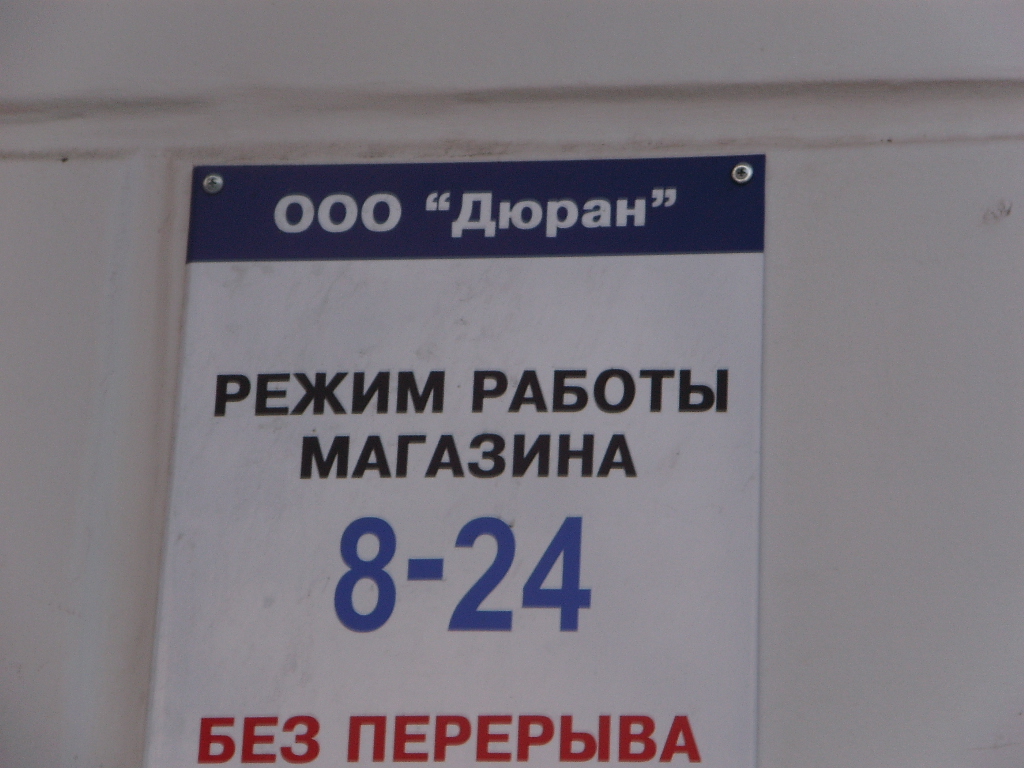 ООО “Дюран”
РЕЖИМ РАБОТЫ
МАГАЗИНА
8-24
БЕЗ ПЕРЕРЫВА